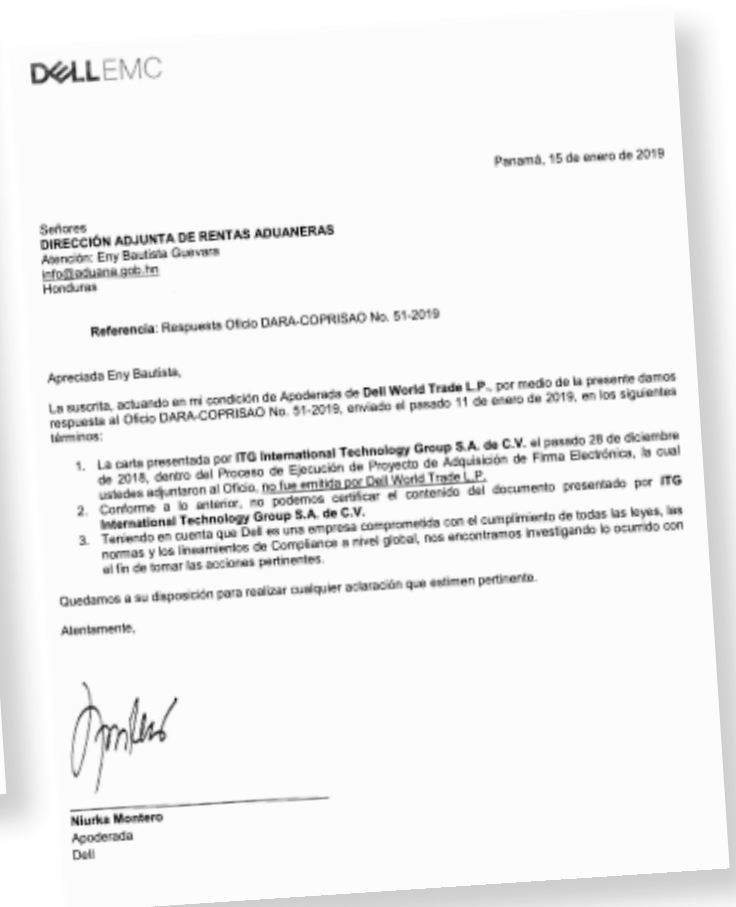 DELLEMC
Panamá, 15 de enero de 2019
Señores
DIRECCIÓN ADJUNTA DE RENTAS ADUANERAS
Atención: Eny Bautista Guevara
info@aduana.gob.hn
Honduras
Referencia: Respuesta Oficio DARA-COPRISAO No. 51-2019
Apreciada Eny Bautista,
La suscrita, actuando en mi condición de Apoderada de Dell World Trade L.P., por medio de la presente damos
respuesta al Oficio DARA-COPRISAO No. 51-2019, enviado el pasado 11 de enero de 2019, en los siguientes
términos:
1. La carta presentada por ITG International Technology Group S.A. de C.V. el pasado 28 de diciembre
de 2018, dentro del Proceso de Ejecución de Proyecto de Adquisición de Firma Electrónica, la cual
ustedes adjuntaron al Oficio, no fue emitida por Dell World Trade L.P.
2. Conforme a lo anterior, no podemos certificar el contenido del documento presentado por ITG
International Technology Group S.A. de C.V.
3. Teniendo en cuenta que Dell es una empresa comprometida con el cumplimiento de todas las leyes, las
normas y los lineamientos de Compliance a nivel global, nos encontramos investigando lo ocurrido con
el fin de tomar las acciones pertinentes.
Quedamos a su disposición para realizar cualquier aclaración que estimen pertinente.
Atentamente,
Niurka Montero
Apoderada
Dell